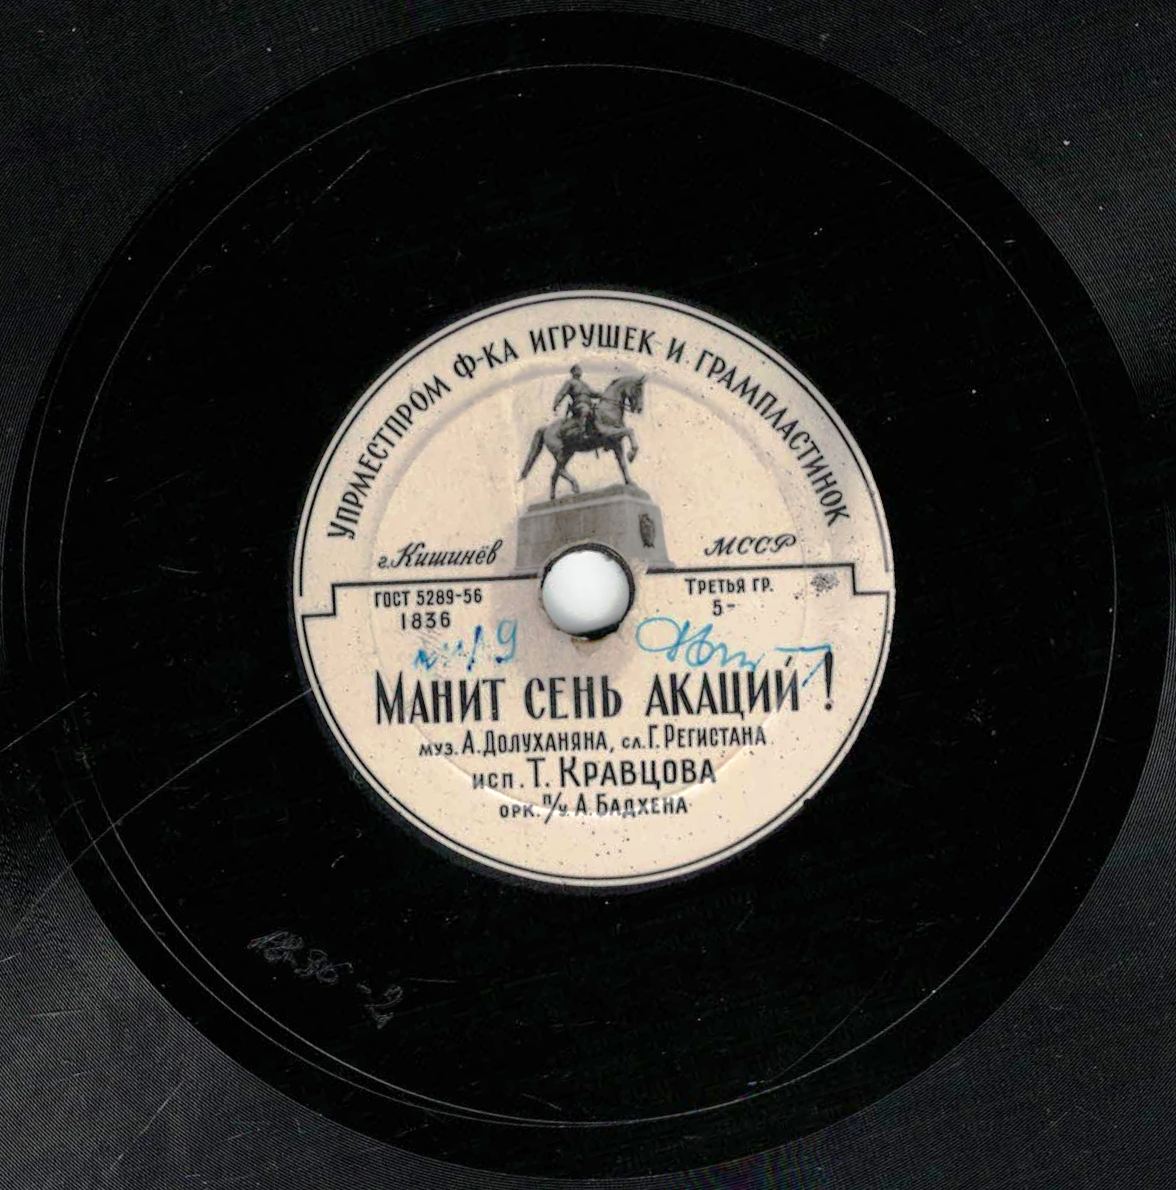 Упрместпром ф-ка игрушек и грампластинок
г. Кишинёв МССР
ГОСТ 5289-56 Третья гр.
1836 5-
Манит сень акаций!
муз. А. Долуханяна, сл. Г. Регистана
исп. Т. Кравцова
орк. п/у. А. Бадхена